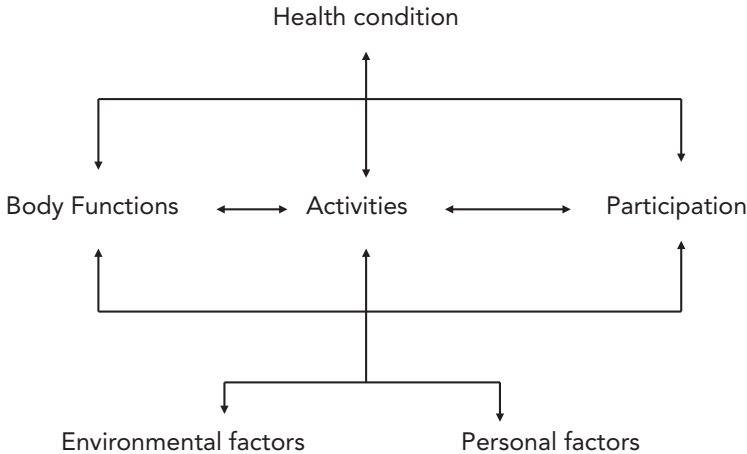 Health condition
Body Functions
Activities
Participation
Environmental factors
Personal factors